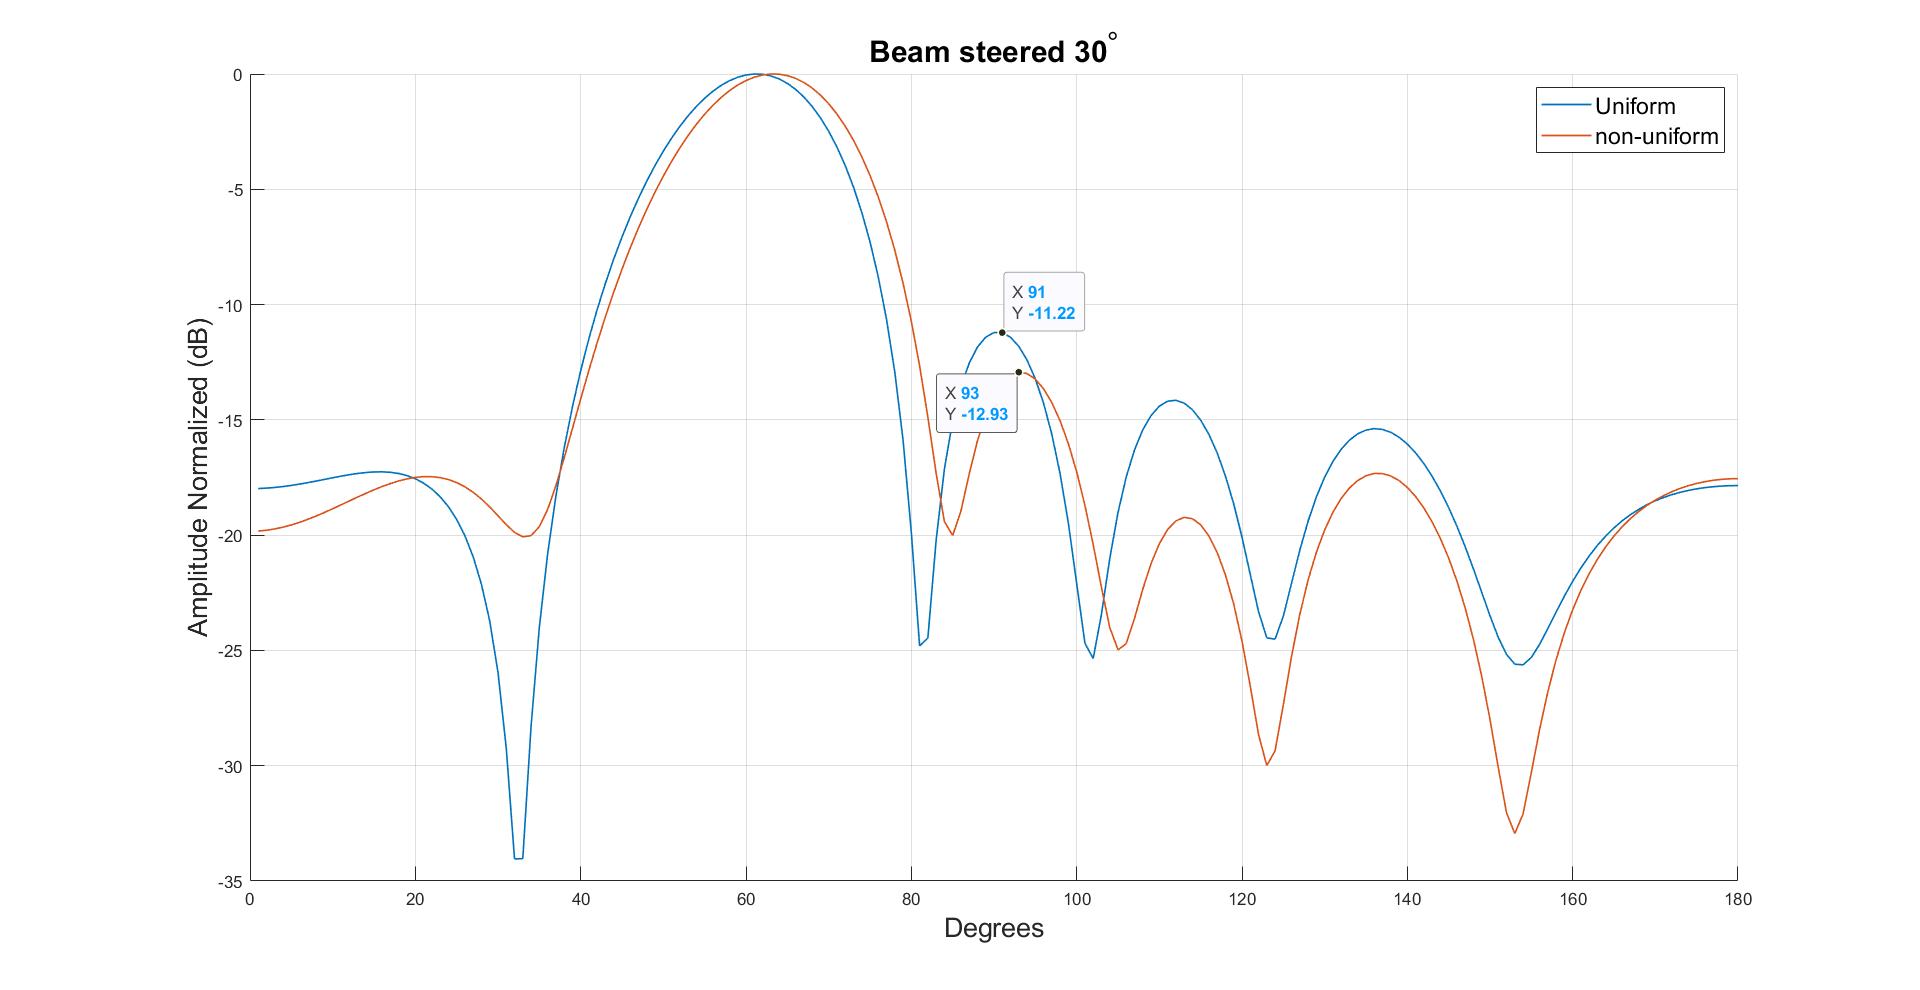 Beam steered 30°
Uniform
non-uniform
X 91
Y -11.22
X 93
Y -12.93
Amplitude Normalized (dB)
0
-5
-10
-15
-20
-25
-30
-35
0 20 40 60 80 100 120 140 160 180
Degrees